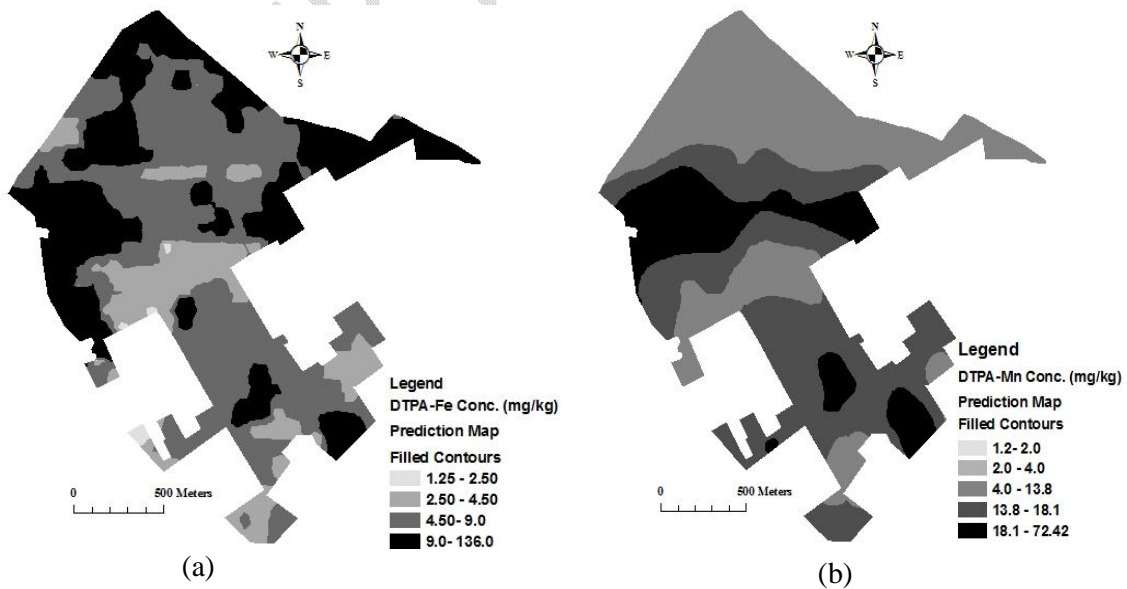 N
W E
S
Legend
DTPA-Fe Conc. (mg/kg)
Prediction Map
Filled Contours
1.25 - 2.50
2.50 - 4.50
4.50- 9.0
9.0- 136.0
0 500 Meters
(a)
N
W E
S
Legend
DTPA-Mn Conc. (mg/kg)
Prediction Map
Filled Contours
1.2- 2.0
2.0 - 4.0
4.0 - 13.8
13.8 - 18.1
18.1 - 72.42
0 500 Meters
(b)